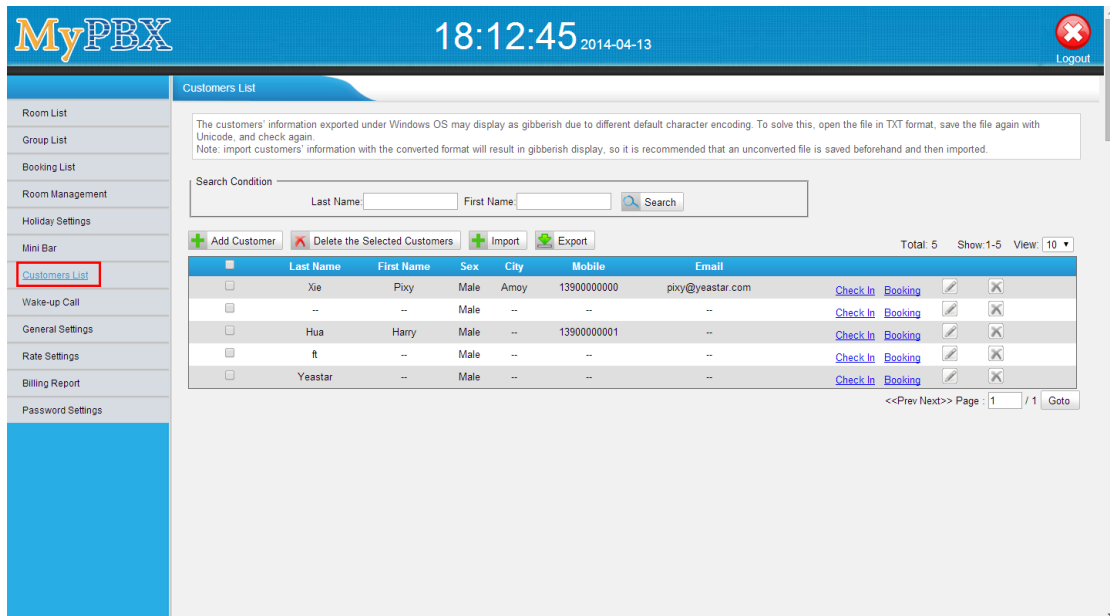 MyPBX
18:12:45 2014-04-13
Logout
Customers List
Room List
Group List
Booking List
Room Management
Holiday Settings
Mini Bar
Customers List
Wake-up Call
General Settings
Rate Settings
Billing Report
Password Settings
The customers' information exported under Windows OS may display as gibberish due to different default character encoding. To solve this, open the file in TXT format, save the file again with
Unicode, and check again.
Note: import customers' information with the converted format will result in gibberish display, so it is recommended that an unconverted file is saved beforehand and then imported.
Search Condition
Last Name: First Name: Search
Add Customer Delete the Selected Customers Import Export Total: 5 Show:1-5 View: 10
Last Name First Name Sex City Mobile Email
Xie Pixy Male Amoy 13900000000 pixy@yeastar.com Check In Booking
-- -- Male -- -- -- Check In Booking
Hua Harry Male -- 13900000001 -- Check In Booking
ft -- Male -- -- -- Check In Booking
Yeastar -- Male -- -- -- Check In Booking
<<Prev Next>> Page : 1 / 1 Goto